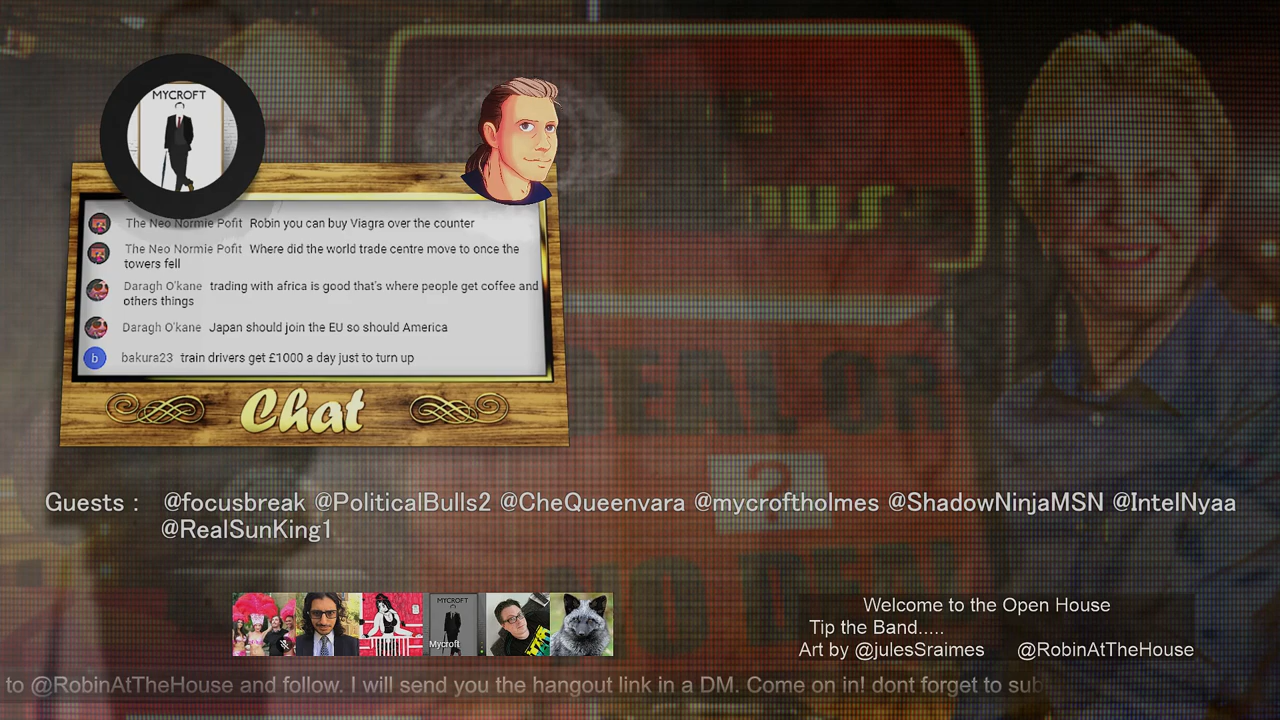 MYCROFT
The Neo Normie Pofit Robin you can buy Viagra over the counter
The Neo Normie Pofit Where did the world trade centre move to once the
towers fell
Daragh O'kane trading with africa is good that's where people get coffee and
others things
Daragh O'kane Japan should join the EU so should America
b bakura23 train drivers get £1000 a day just to turn up
Chat
DEAL OR
?
NO DEAL
Guests : @focusbreak @PoliticalBulls2 @CheQueenvara @mycroftholmes @ShadowNinjaMSN @IntelNyaa
@RealSunKing1
MYCROFT
Mycroft
Welcome to the Open House
Tip the Band.....
Art by @julesSraimes @RobinAtTheHouse
to @RobinAtTheHouse and follow. I will send you the hangout link in a DM. Come on in! dont forget to sub